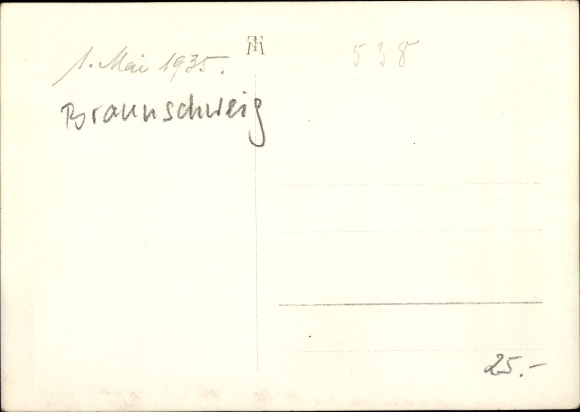 1. Mai 1935.
538
Braunschweig
25.-